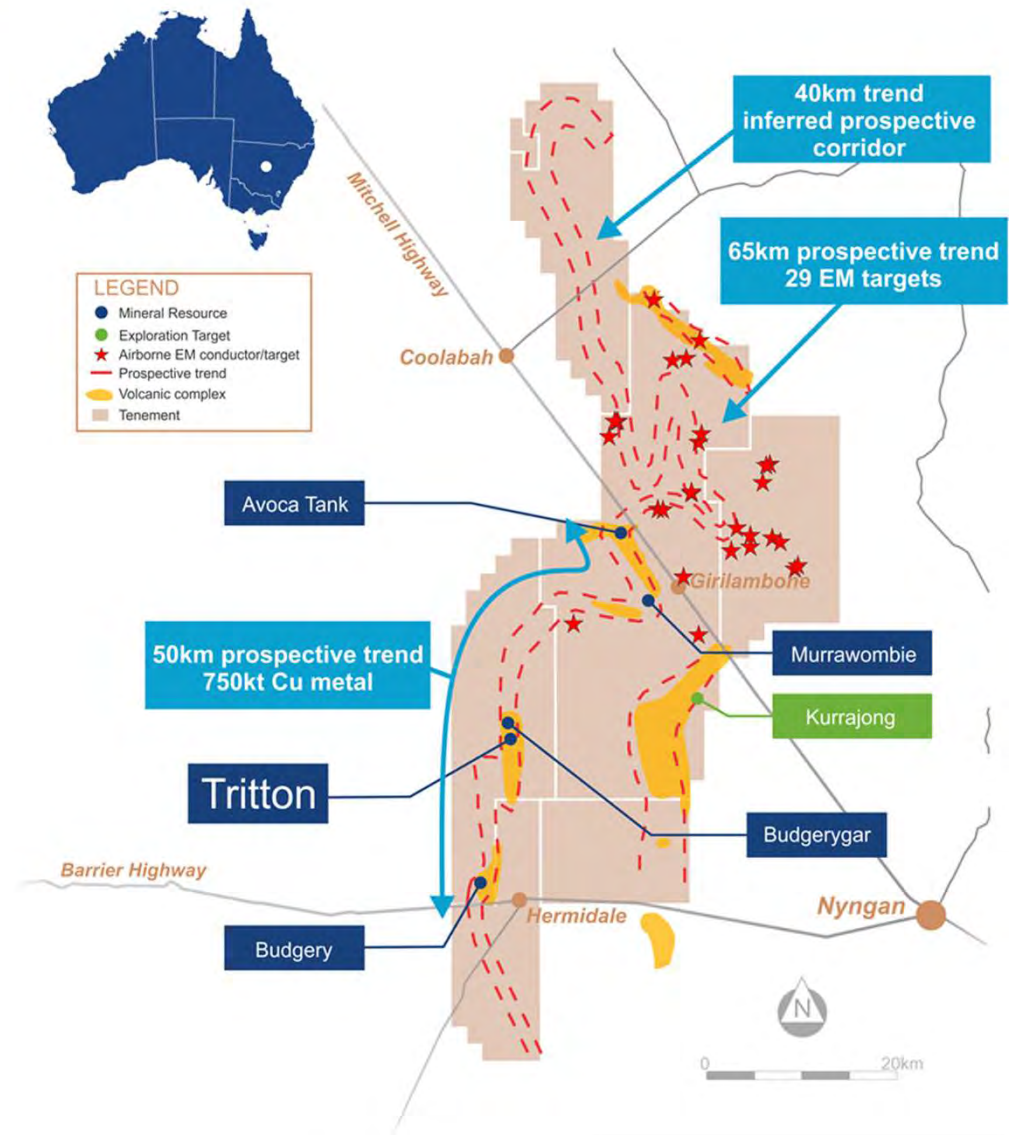 40km trend
inferred prospective
corridor
Mitchell Highway
65km prospective trend
29 EM targets
LEGEND
Mineral Resource
Exploration Target
Airborne EM conductor/target
Prospective trend
Volcanic complex
Tenement
Coolabah
Avoca Tank
Girilambone
50km prospective trend
750kt Cu metal
Murrawombie
Kurrajong
Tritton
Budgerygar
Barrier Highway
Hermidale
Nyngan
Budgery
N
0 20km